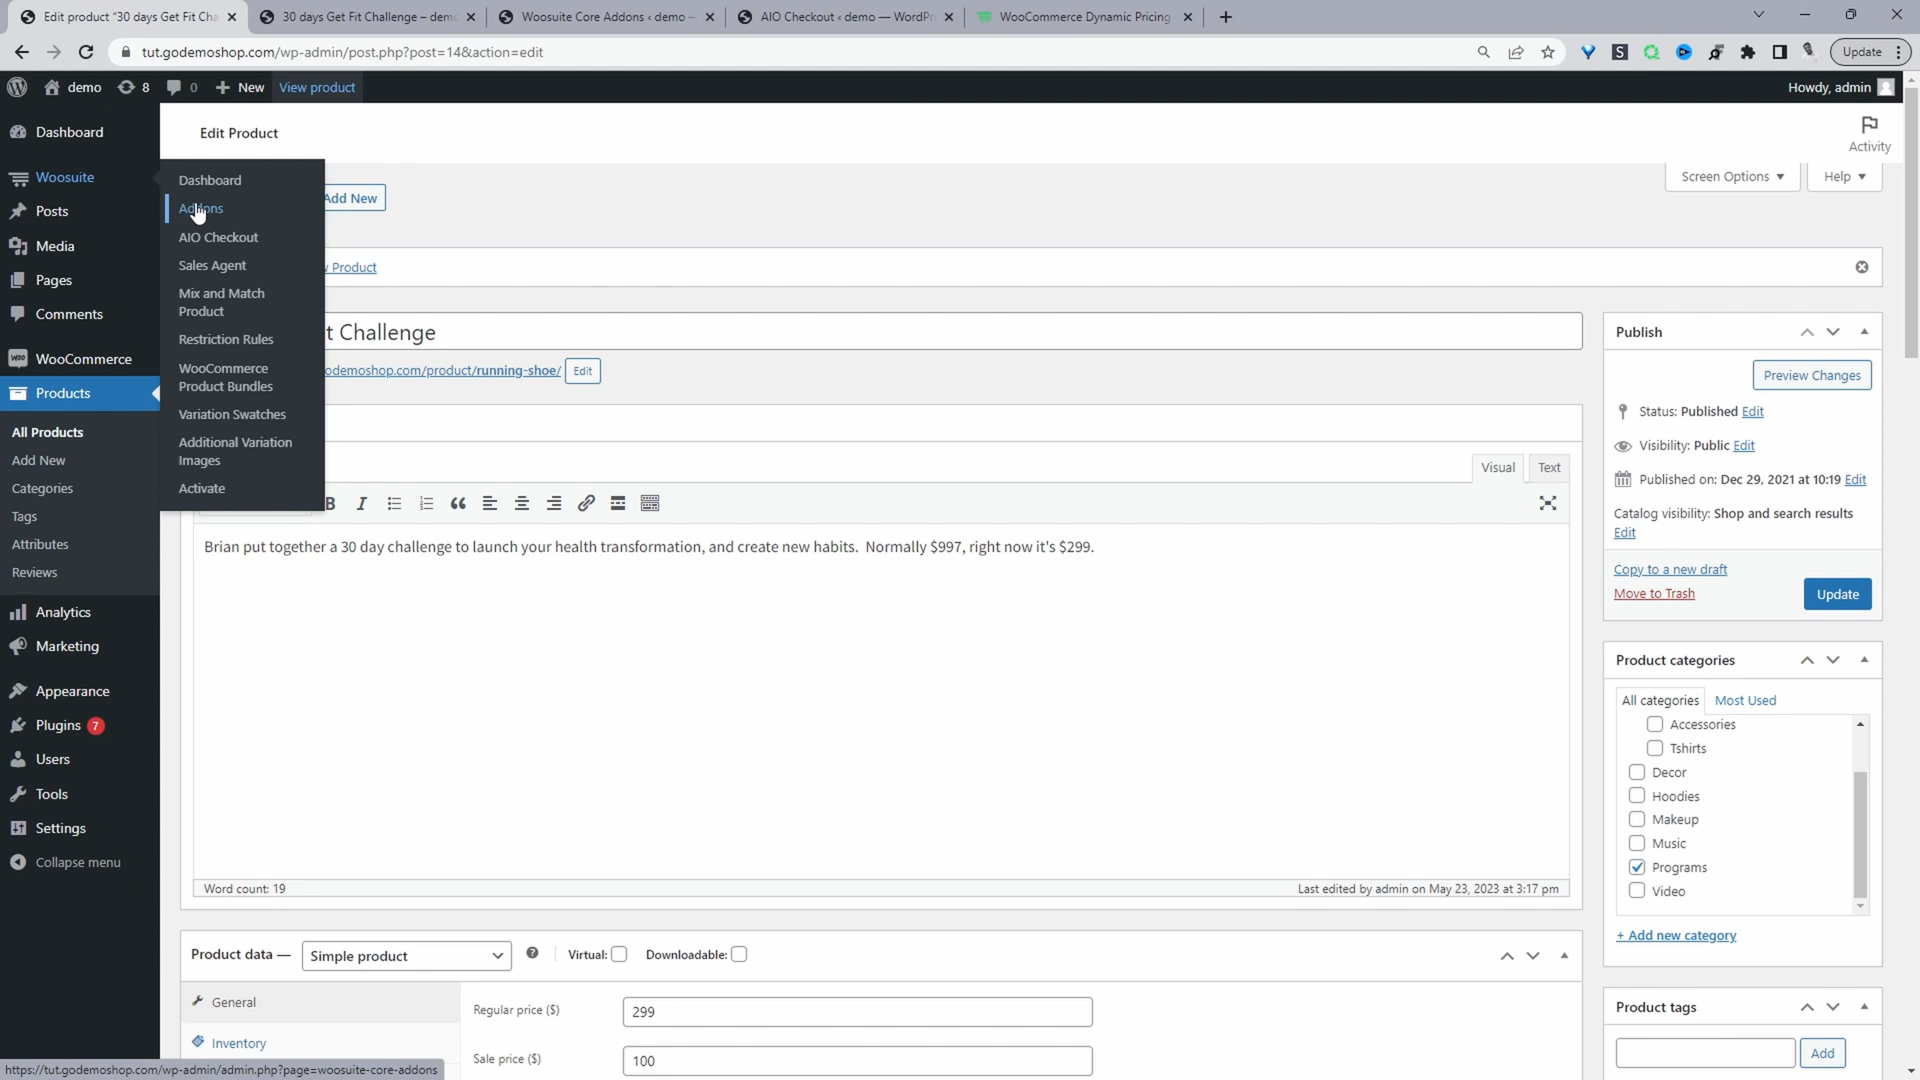 Edit product "30 days Get Fit Cha
30 days Get Fit Challenge – demo
Woosuite Core Addons ‹ demo —
AIO Checkout ‹ demo — WordPr
WooCommerce Dynamic Pricing
tut.godemoshop.com/wp-admin/post.php?post=14&action=edit
Update
demo
8
0
New
View product
Howdy, admin
Dashboard
Woosuite
Posts
Media
Pages
Comments
WooCommerce
Products
All Products
Add New
Categories
Tags
Attributes
Reviews
Analytics
Marketing
Appearance
Plugins 7
Users
Tools
Settings
Collapse menu
Dashboard
Addons
AIO Checkout
Sales Agent
Mix and Match
Product
Restriction Rules
WooCommerce
Product Bundles
Variation Swatches
Additional Variation
Images
Activate
Edit Product
Activity
Screen Options
Help
Add New
Product
t Challenge
odemoshop.com/product/running-shoe/
Edit
Visual
Text
B
I
Brian put together a 30 day challenge to launch your health transformation, and create new habits. Normally $997, right now it's $299.
Word count: 19
Last edited by admin on May 23, 2023 at 3:17 pm
Product data —
Simple product
Virtual:
Downloadable:
General
Inventory
Regular price ($)
299
Sale price ($)
100
Publish
Preview Changes
Status: Published Edit
Visibility: Public Edit
Published on: Dec 29, 2021 at 10:19 Edit
Catalog visibility: Shop and search results
Edit
Copy to a new draft
Move to Trash
Update
Product categories
All categories
Most Used
Accessories
Tshirts
Decor
Hoodies
Makeup
Music
Programs
Video
+ Add new category
Product tags
Add
https://tut.godemoshop.com/wp-admin/admin.php?page=woosuite-core-addons